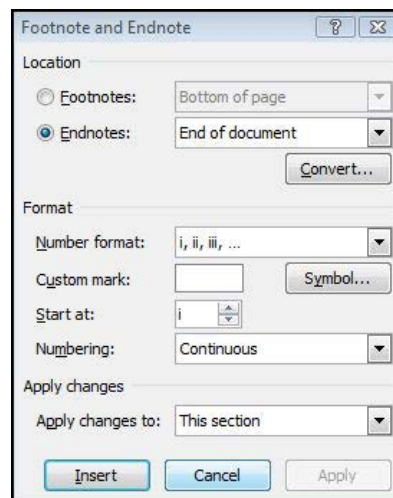 Footnote and Endnote
Location
Footnotes: Bottom of page
Endnotes: End of document
Convert...
Format
Number format: i, ii, iii, ...
Custom mark: Symbol...
Start at: i
Numbering: Continuous
Apply changes
Apply changes to: This section
Insert Cancel Apply